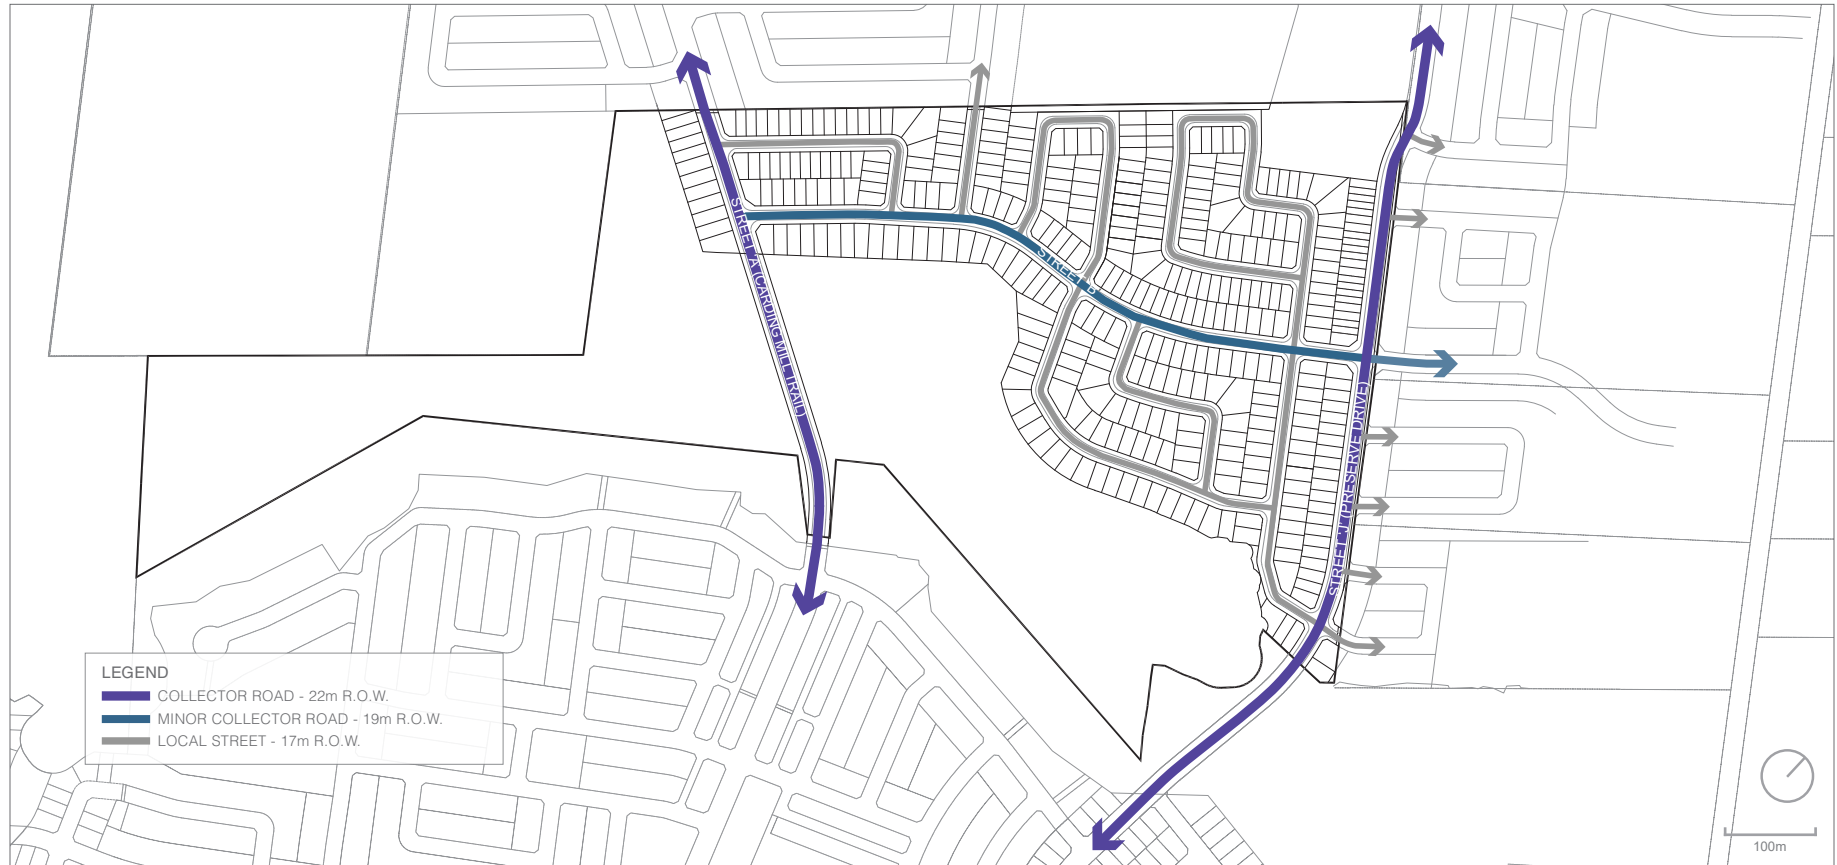 STREET 'A' (CARDING MILL TRAIL)
STREET 'B'
STREET 'J' (PRESERVE DRIVE)
LEGEND
COLLECTOR ROAD - 22m R.O.W.
MINOR COLLECTOR ROAD - 19m R.O.W.
LOCAL STREET - 17m R.O.W.
100m